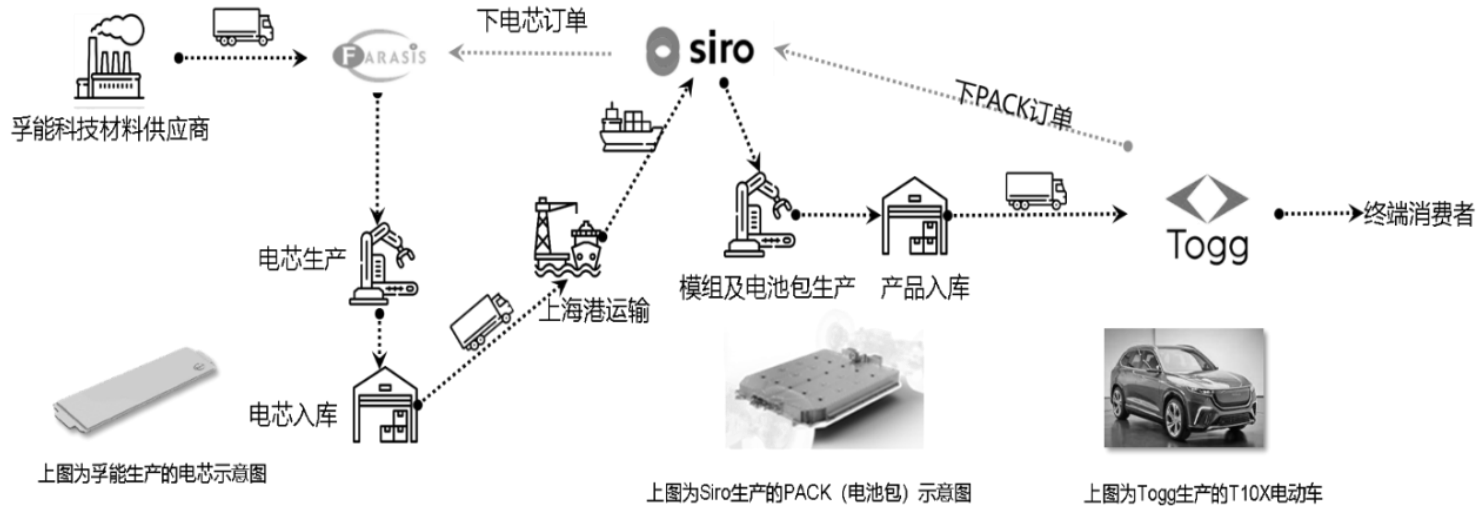 下电芯订单
FARASIS
siro
下PACK订单
孚能科技材料供应商
Togg
终端消费者
电芯生产
上海港运输
模组及电池包生产
产品入库
电芯入库
上图为孚能生产的电芯示意图
上图为Siro生产的PACK（电池包）示意图
上图为Togg生产的T10X电动车